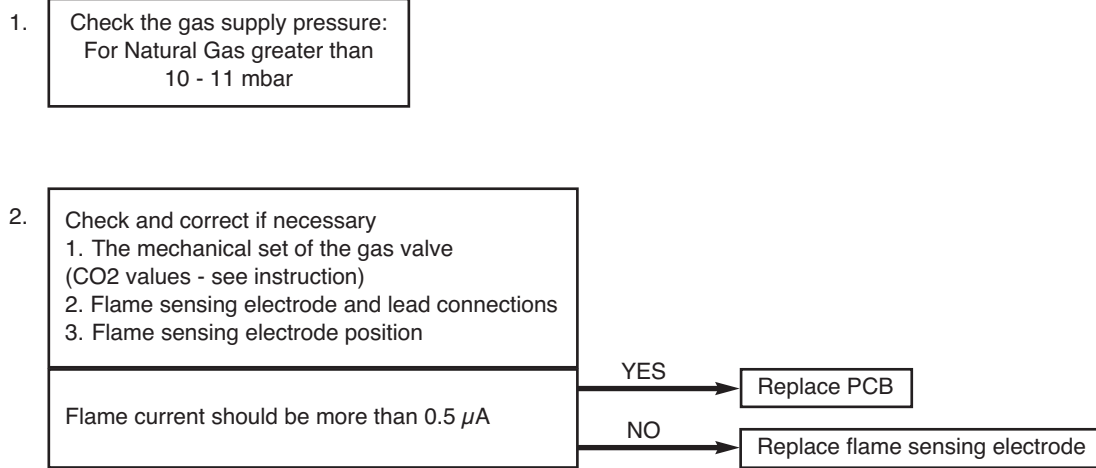 1.
Check the gas supply pressure:
For Natural Gas greater than
10 - 11 mbar
2.
Check and correct if necessary
1. The mechanical set of the gas valve
(CO2 values - see instruction)
2. Flame sensing electrode and lead connections
3. Flame sensing electrode position
Flame current should be more than 0.5 µA
YES
Replace PCB
NO
Replace flame sensing electrode